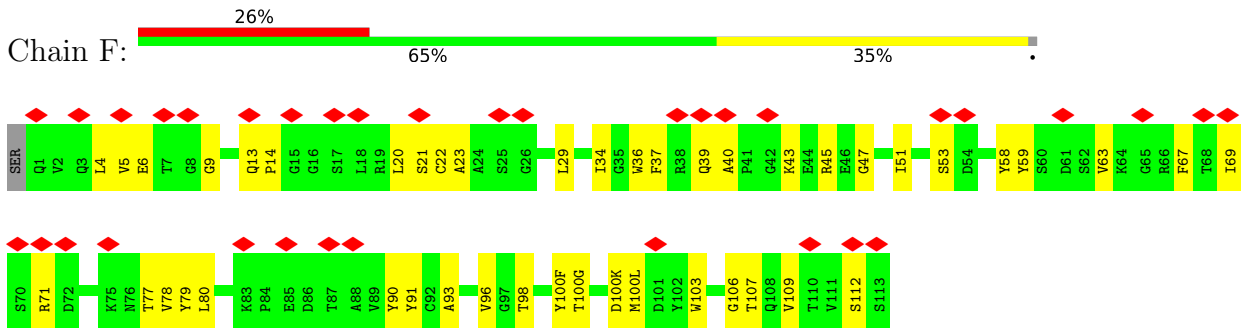 26%
Chain F:
65% 35% •
SER Q1 V2 Q3 L4 V5 E6 T7 G8 G9 Q13 P14 G15 G16 S17 L18 R19 L20 S21 C22 A23 A24 S25 G26 L29 I34 G35 W36 F37 R38 Q39 A40 P41 G42 K43 E44 R45 E46 G47 I51 S53 D54 Y58 Y59 S60 D61 S62 V63 K64 G65 R66 F67 T68 I69
S70 R71 D72 K75 N76 T77 V78 Y79 L80 K83 P84 E85 D86 T87 A88 V89 Y90 Y91 C92 A93 V96 G97 T98 Y100F T100G D100K M100L D101 Y102 W103 G106 T107 Q108 V109 T110 V111 S112 S113